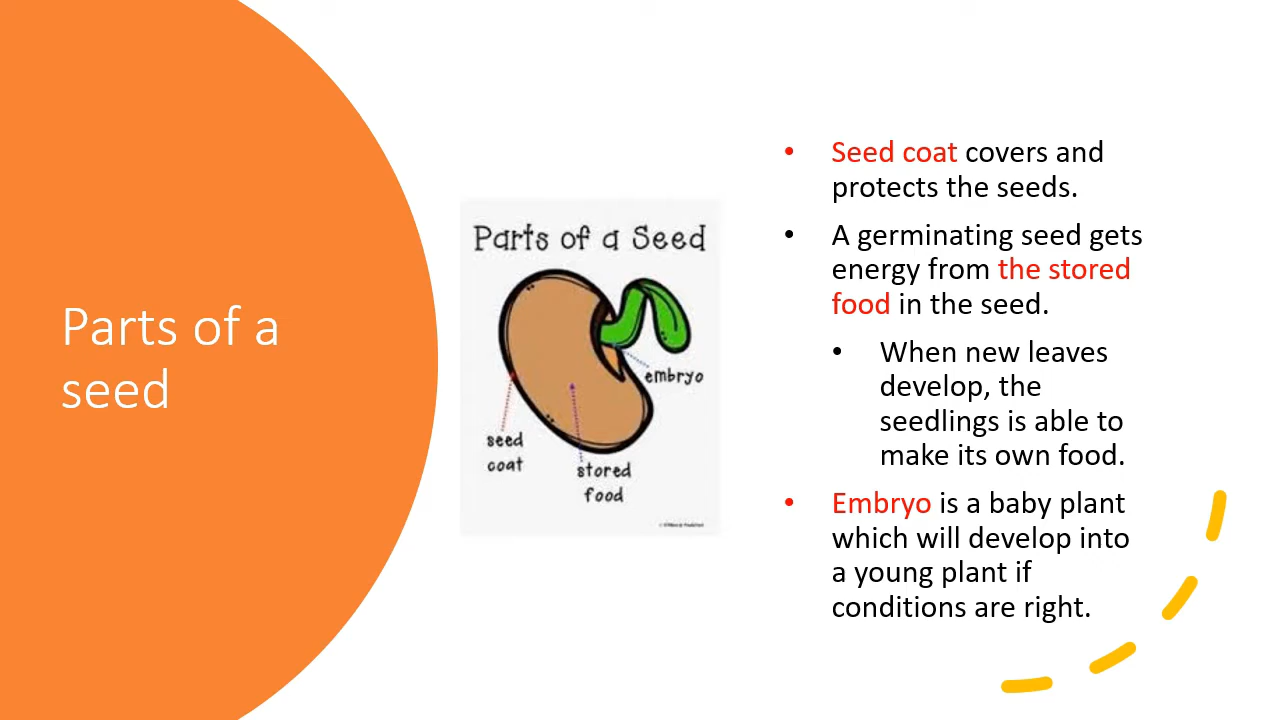 Parts of a
seed
Parts of a Seed
embryo
seed
coat
stored
food
• Seed coat covers and
protects the seeds.
• A germinating seed gets
energy from the stored
food in the seed.
• When new leaves
develop, the
seedlings is able to
make its own food.
• Embryo is a baby plant
which will develop into
a young plant if
conditions are right.